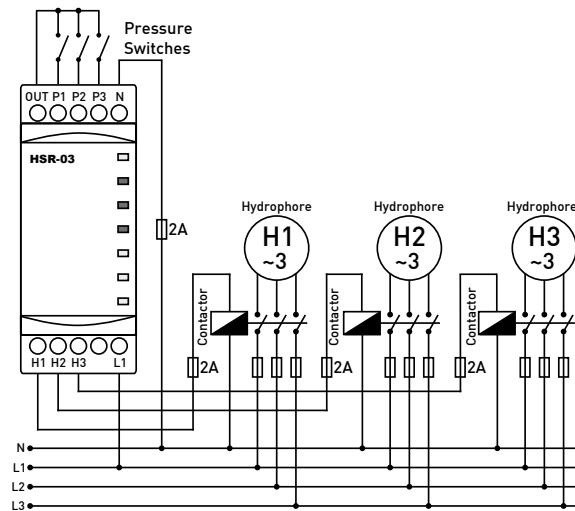 Pressure
Switches
OUT P1 P2 P3 N
HSR-03
2A
Hydrophore
H1
~3
Hydrophore
H2
~3
Hydrophore
H3
~3
Contactor
Contactor
Contactor
2A
2A
2A
H1 H2 H3 L1
N
L1
L2
L3